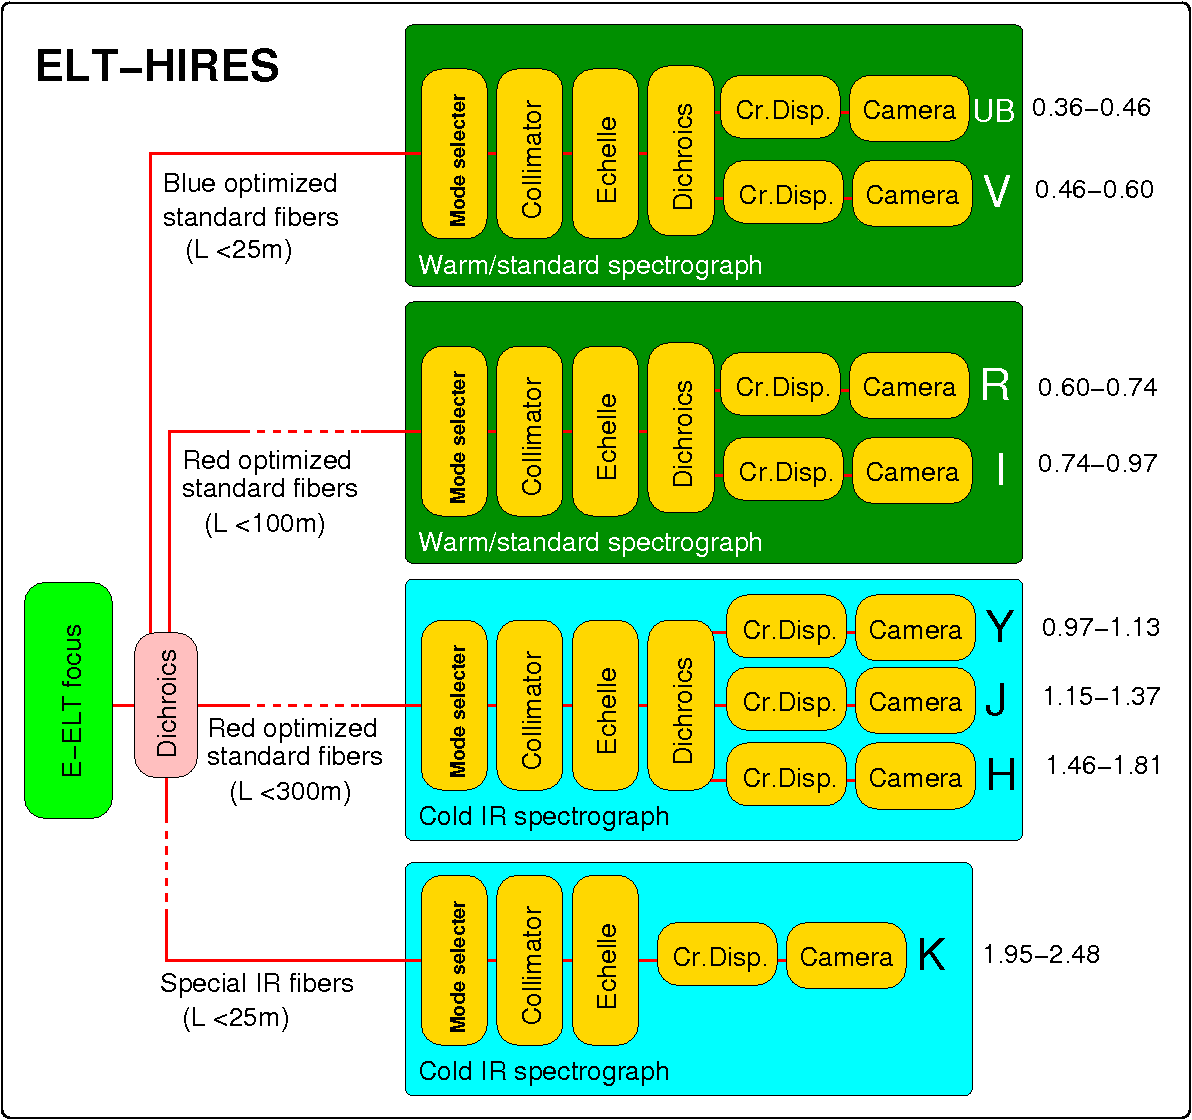 ELT−HIRES
E−ELT focus
Dichroics
Blue optimized
standard fibers
(L <25m)
Mode selecter
Collimator
Echelle
Dichroics
Cr.Disp.
Camera
UB
0.36−0.46
Cr.Disp.
Camera
V
0.46−0.60
Warm/standard spectrograph
Red optimized
standard fibers
(L <100m)
Mode selecter
Collimator
Echelle
Dichroics
Cr.Disp.
Camera
R
0.60−0.74
Cr.Disp.
Camera
I
0.74−0.97
Warm/standard spectrograph
Red optimized
standard fibers
(L <300m)
Mode selecter
Collimator
Echelle
Dichroics
Cr.Disp.
Camera
Y
0.97−1.13
Cr.Disp.
Camera
J
1.15−1.37
Cr.Disp.
Camera
H
1.46−1.81
Cold IR spectrograph
Special IR fibers
(L <25m)
Mode selecter
Collimator
Echelle
Cr.Disp.
Camera
K
1.95−2.48
Cold IR spectrograph